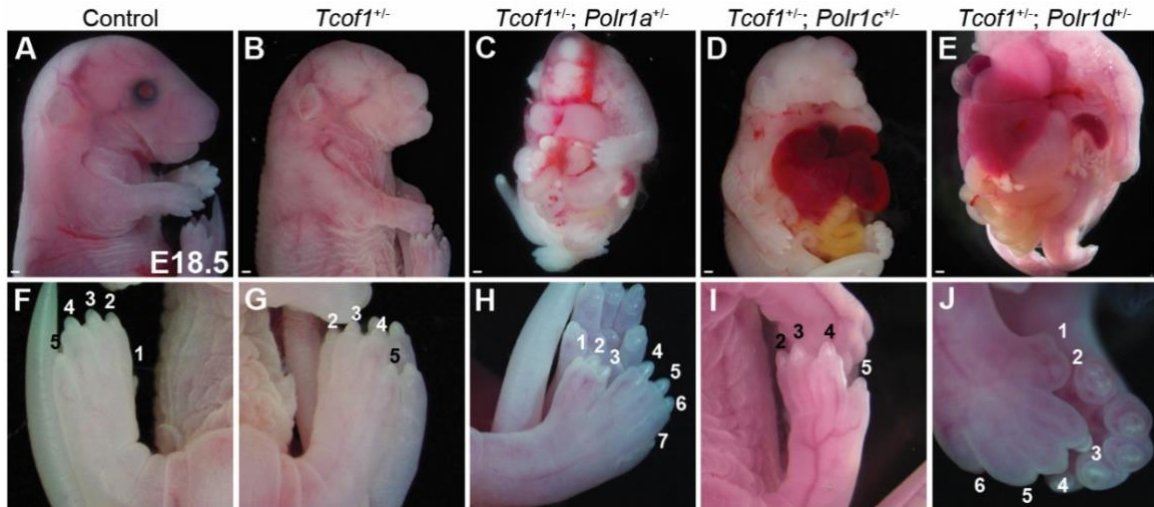 Control Tcof1+/- Tcof1+/-; Polr1a+/- Tcof1+/-; Polr1c+/- Tcof1+/-; Polr1d+/-
A B C D E
E18.5
F G H I J
5 4 3 2 1
2 3 4 5
1 2 3 4 5 6 7
2 3 4 5
1 2 3 4 5 6